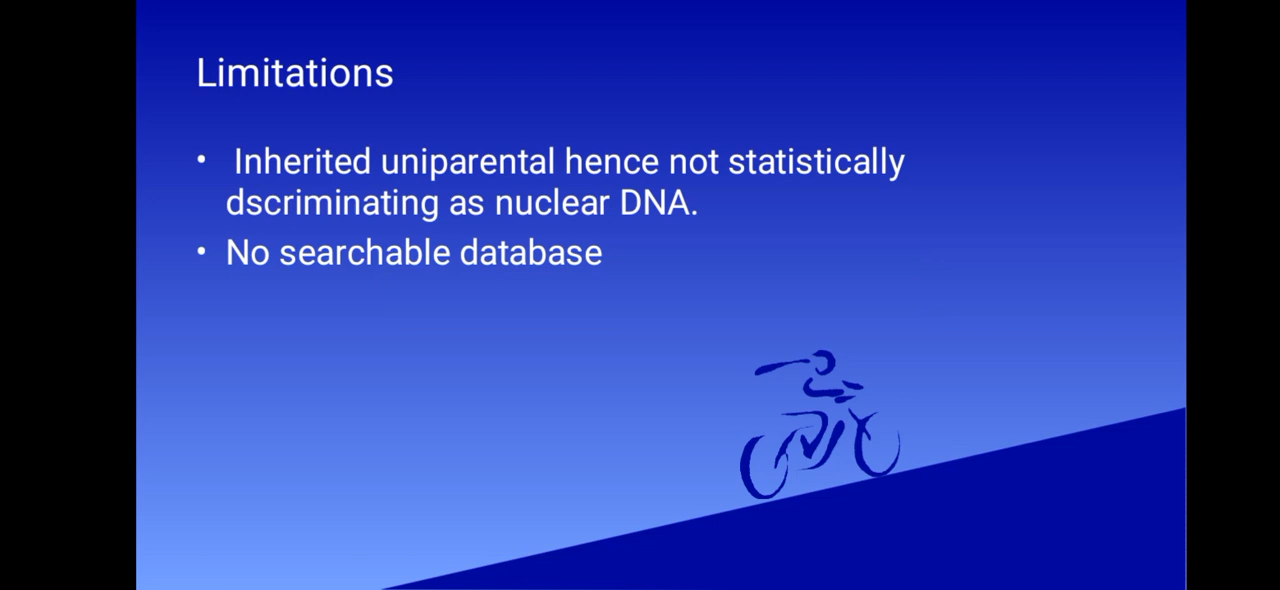 Limitations
• Inherited uniparental hence not statistically
dscriminating as nuclear DNA.
• No searchable database